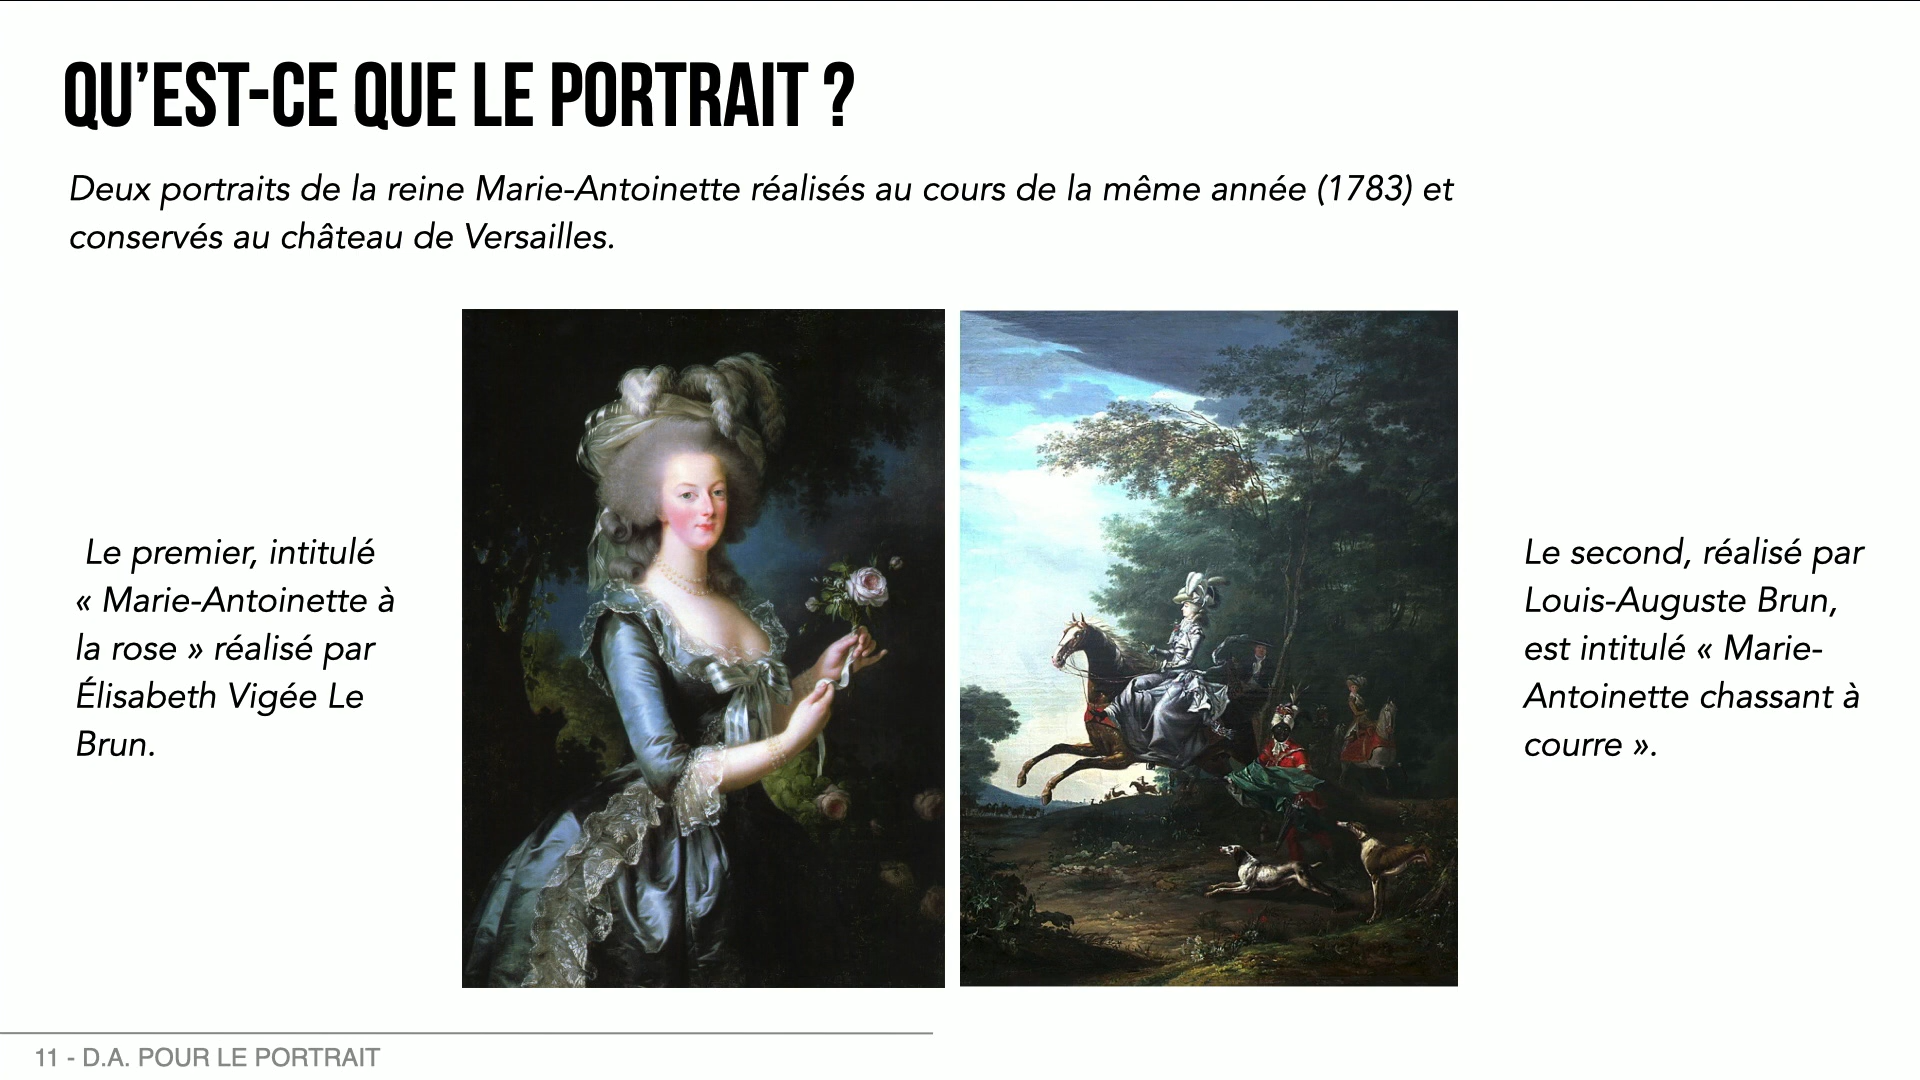 QU’EST-CE QUE LE PORTRAIT ?
Deux portraits de la reine Marie-Antoinette réalisés au cours de la même année (1783) et
conservés au château de Versailles.
Le premier, intitulé
« Marie-Antoinette à
la rose » réalisé par
Élisabeth Vigée Le
Brun.
Le second, réalisé par
Louis-Auguste Brun,
est intitulé « Marie-
Antoinette chassant à
courre ».
11 - D.A. POUR LE PORTRAIT